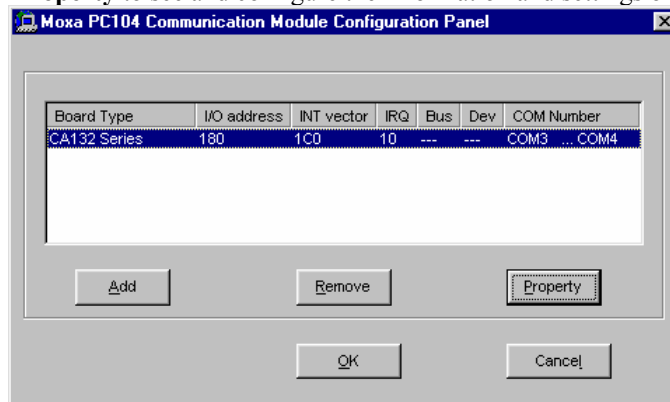 Moxa PC104 Communication Module Configuration Panel
Board Type I/O address INT vector IRQ Bus Dev COM Number
CA132 Series 180 1C0 10 --- --- COM3 ... COM4
Add Remove Property
OK Cancel